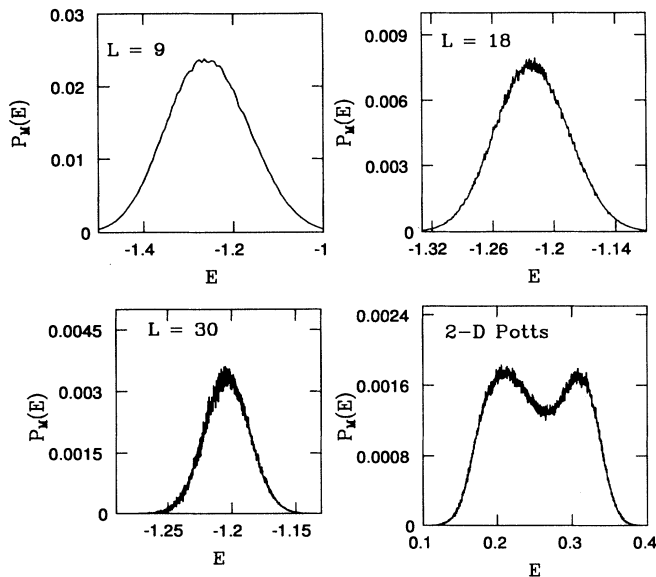 0.03
L = 9
0.02
P_M(E)
0.01
0
-1.4
-1.2
-1
E
0.009
L = 18
0.006
P_M(E)
0.003
0
-1.32
-1.26
-1.2
-1.14
E
0.0045
L = 30
0.003
P_M(E)
0.0015
0
-1.25
-1.2
-1.15
E
0.0024
2-D Potts
0.0016
P_M(E)
0.0008
0
0.1
0.2
0.3
0.4
E